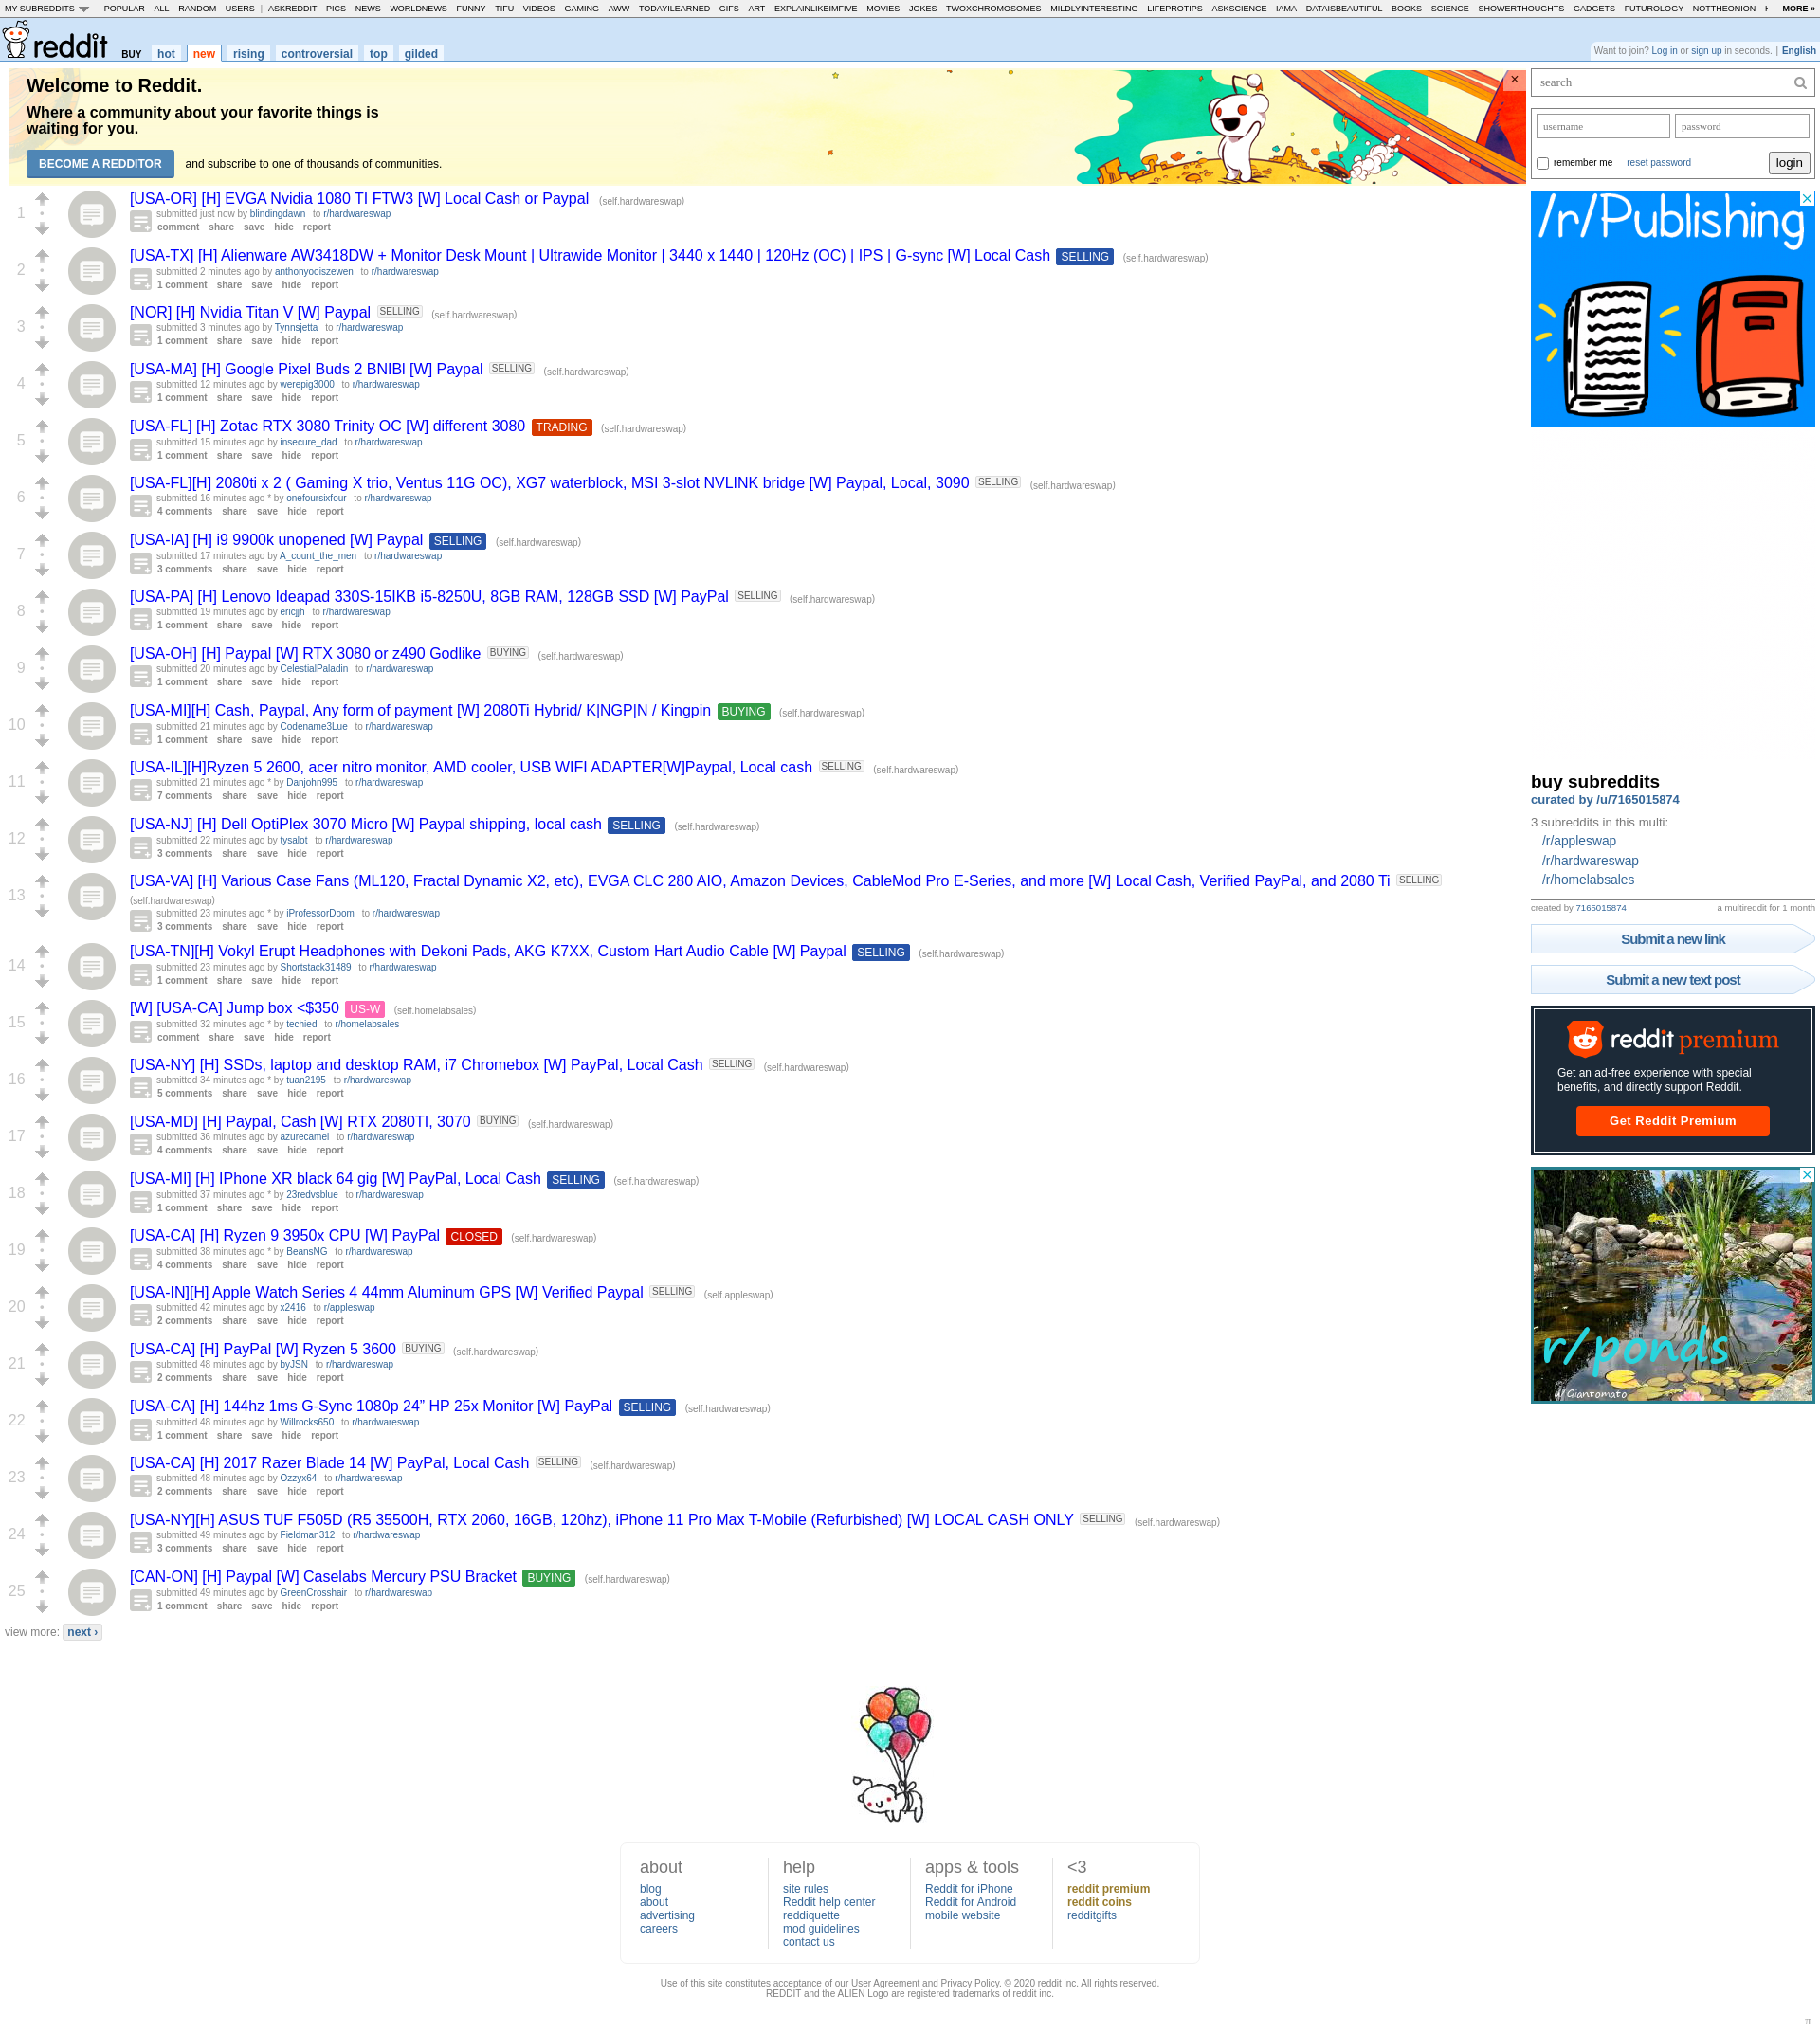 MY SUBREDDITS POPULAR - ALL - RANDOM - USERS | ASKREDDIT - PICS - NEWS - WORLDNEWS - FUNNY - TIFU - VIDEOS - GAMING - AWW - TODAYILEARNED - GIFS - ART - EXPLAINLIKEIMFIVE - MOVIES - JOKES - TWOXCHROMOSOMES - MILDLYINTERESTING - LIFEPROTIPS - ASKSCIENCE - IAMA - DATAISBEAUTIFUL - BOOKS - SCIENCE - SHOWERTHOUGHTS - GADGETS - FUTUROLOGY - NOTTHEONION - MORE »
reddit BUY hot new rising controversial top gilded
Want to join? Log in or sign up in seconds. | English
Welcome to Reddit.
Where a community about your favorite things is
waiting for you.
BECOME A REDDITOR and subscribe to one of thousands of communities.
×
1
[USA-OR] [H] EVGA Nvidia 1080 TI FTW3 [W] Local Cash or Paypal (self.hardwareswap)
submitted just now by blindingdawn to r/hardwareswap
comment share save hide report
2
[USA-TX] [H] Alienware AW3418DW + Monitor Desk Mount | Ultrawide Monitor | 3440 x 1440 | 120Hz (OC) | IPS | G-sync [W] Local Cash SELLING (self.hardwareswap)
submitted 2 minutes ago by anthonyooiszewen to r/hardwareswap
1 comment share save hide report
3
[NOR] [H] Nvidia Titan V [W] Paypal SELLING (self.hardwareswap)
submitted 3 minutes ago by Tynnsjetta to r/hardwareswap
1 comment share save hide report
4
[USA-MA] [H] Google Pixel Buds 2 BNIBl [W] Paypal SELLING (self.hardwareswap)
submitted 12 minutes ago by werepig3000 to r/hardwareswap
1 comment share save hide report
5
[USA-FL] [H] Zotac RTX 3080 Trinity OC [W] different 3080 TRADING (self.hardwareswap)
submitted 15 minutes ago by insecure_dad to r/hardwareswap
1 comment share save hide report
6
[USA-FL][H] 2080ti x 2 ( Gaming X trio, Ventus 11G OC), XG7 waterblock, MSI 3-slot NVLINK bridge [W] Paypal, Local, 3090 SELLING (self.hardwareswap)
submitted 16 minutes ago * by onefoursixfour to r/hardwareswap
4 comments share save hide report
7
[USA-IA] [H] i9 9900k unopened [W] Paypal SELLING (self.hardwareswap)
submitted 17 minutes ago by A_count_the_men to r/hardwareswap
3 comments share save hide report
8
[USA-PA] [H] Lenovo Ideapad 330S-15IKB i5-8250U, 8GB RAM, 128GB SSD [W] PayPal SELLING (self.hardwareswap)
submitted 19 minutes ago by ericjjh to r/hardwareswap
1 comment share save hide report
9
[USA-OH] [H] Paypal [W] RTX 3080 or z490 Godlike BUYING (self.hardwareswap)
submitted 20 minutes ago by CelestialPaladin to r/hardwareswap
1 comment share save hide report
10
[USA-MI][H] Cash, Paypal, Any form of payment [W] 2080Ti Hybrid/ K|NGP|N / Kingpin BUYING (self.hardwareswap)
submitted 21 minutes ago by Codename3Lue to r/hardwareswap
1 comment share save hide report
11
[USA-IL][H]Ryzen 5 2600, acer nitro monitor, AMD cooler, USB WIFI ADAPTER[W]Paypal, Local cash SELLING (self.hardwareswap)
submitted 21 minutes ago * by Danjohn995 to r/hardwareswap
7 comments share save hide report
12
[USA-NJ] [H] Dell OptiPlex 3070 Micro [W] Paypal shipping, local cash SELLING (self.hardwareswap)
submitted 22 minutes ago by tysalot to r/hardwareswap
3 comments share save hide report
13
[USA-VA] [H] Various Case Fans (ML120, Fractal Dynamic X2, etc), EVGA CLC 280 AIO, Amazon Devices, CableMod Pro E-Series, and more [W] Local Cash, Verified PayPal, and 2080 Ti SELLING
(self.hardwareswap)
submitted 23 minutes ago * by iProfessorDoom to r/hardwareswap
3 comments share save hide report
14
[USA-TN][H] Vokyl Erupt Headphones with Dekoni Pads, AKG K7XX, Custom Hart Audio Cable [W] Paypal SELLING (self.hardwareswap)
submitted 23 minutes ago by Shortstack31489 to r/hardwareswap
1 comment share save hide report
15
[W] [USA-CA] Jump box <$350 US-W (self.homelabsales)
submitted 32 minutes ago * by techied to r/homelabsales
comment share save hide report
16
[USA-NY] [H] SSDs, laptop and desktop RAM, i7 Chromebox [W] PayPal, Local Cash SELLING (self.hardwareswap)
submitted 34 minutes ago * by tuan2195 to r/hardwareswap
5 comments share save hide report
17
[USA-MD] [H] Paypal, Cash [W] RTX 2080TI, 3070 BUYING (self.hardwareswap)
submitted 36 minutes ago by azurecamel to r/hardwareswap
4 comments share save hide report
18
[USA-MI] [H] IPhone XR black 64 gig [W] PayPal, Local Cash SELLING (self.hardwareswap)
submitted 37 minutes ago * by 23redvsblue to r/hardwareswap
1 comment share save hide report
19
[USA-CA] [H] Ryzen 9 3950x CPU [W] PayPal CLOSED (self.hardwareswap)
submitted 38 minutes ago * by BeansNG to r/hardwareswap
4 comments share save hide report
20
[USA-IN][H] Apple Watch Series 4 44mm Aluminum GPS [W] Verified Paypal SELLING (self.appleswap)
submitted 42 minutes ago by x2416 to r/appleswap
2 comments share save hide report
21
[USA-CA] [H] PayPal [W] Ryzen 5 3600 BUYING (self.hardwareswap)
submitted 48 minutes ago by byJSN to r/hardwareswap
2 comments share save hide report
22
[USA-CA] [H] 144hz 1ms G-Sync 1080p 24” HP 25x Monitor [W] PayPal SELLING (self.hardwareswap)
submitted 48 minutes ago by Willrocks650 to r/hardwareswap
1 comment share save hide report
23
[USA-CA] [H] 2017 Razer Blade 14 [W] PayPal, Local Cash SELLING (self.hardwareswap)
submitted 48 minutes ago by Ozzyx64 to r/hardwareswap
2 comments share save hide report
24
[USA-NY][H] ASUS TUF F505D (R5 35500H, RTX 2060, 16GB, 120hz), iPhone 11 Pro Max T-Mobile (Refurbished) [W] LOCAL CASH ONLY SELLING (self.hardwareswap)
submitted 49 minutes ago by Fieldman312 to r/hardwareswap
3 comments share save hide report
25
[CAN-ON] [H] Paypal [W] Caselabs Mercury PSU Bracket BUYING (self.hardwareswap)
submitted 49 minutes ago by GreenCrosshair to r/hardwareswap
1 comment share save hide report
view more: next ›
search
username password
remember me reset password login
/r/Publishing
buy subreddits
curated by /u/7165015874
3 subreddits in this multi:
/r/appleswap
/r/hardwareswap
/r/homelabsales
created by 7165015874 a multireddit for 1 month
Submit a new link
Submit a new text post
reddit premium
Get an ad-free experience with special
benefits, and directly support Reddit.
Get Reddit Premium
r/ponds
u/Giantomato
about
blog
about
advertising
careers
help
site rules
Reddit help center
reddiquette
mod guidelines
contact us
apps & tools
Reddit for iPhone
Reddit for Android
mobile website
<3
reddit premium
reddit coins
redditgifts
Use of this site constitutes acceptance of our User Agreement and Privacy Policy. © 2020 reddit inc. All rights reserved.
REDDIT and the ALIEN Logo are registered trademarks of reddit inc.
π